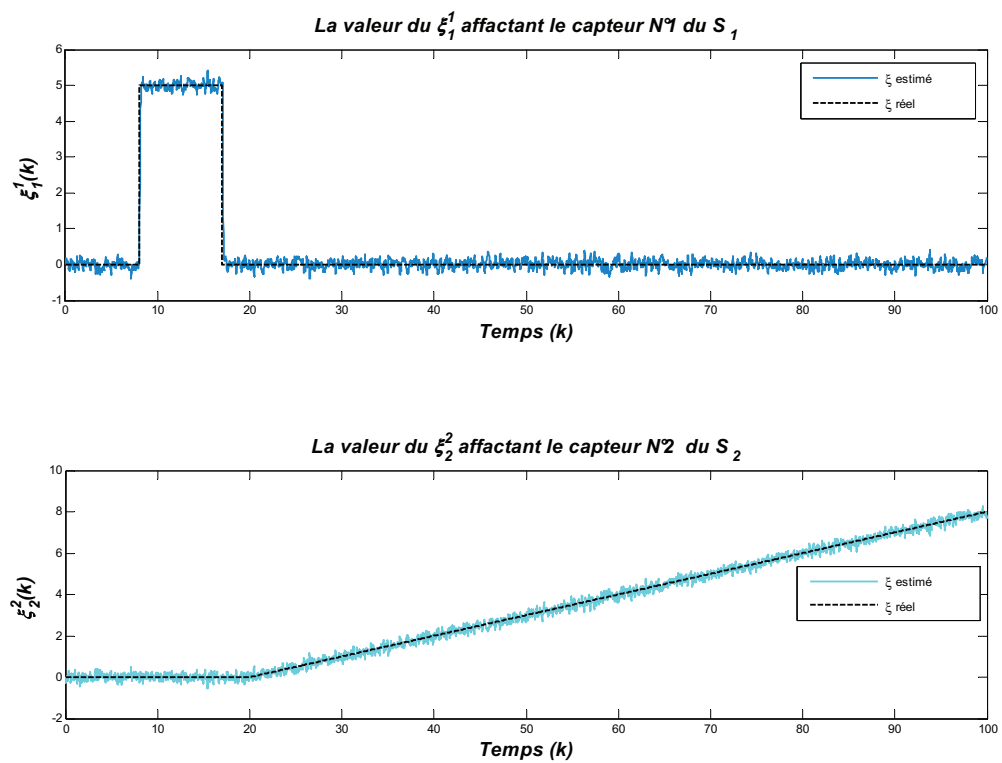 La valeur du ξ₁¹ affactant le capteur N°1 du S₁
6
5
4
3
2
1
0
-1
ξ₁¹(k)
ξ estimé
ξ réel
0 10 20 30 40 50 60 70 80 90 100
Temps (k)
La valeur du ξ₂² affactant le capteur N°2 du S₂
10
8
6
4
2
0
-2
ξ₂²(k)
ξ estimé
ξ réel
0 10 20 30 40 50 60 70 80 90 100
Temps (k)